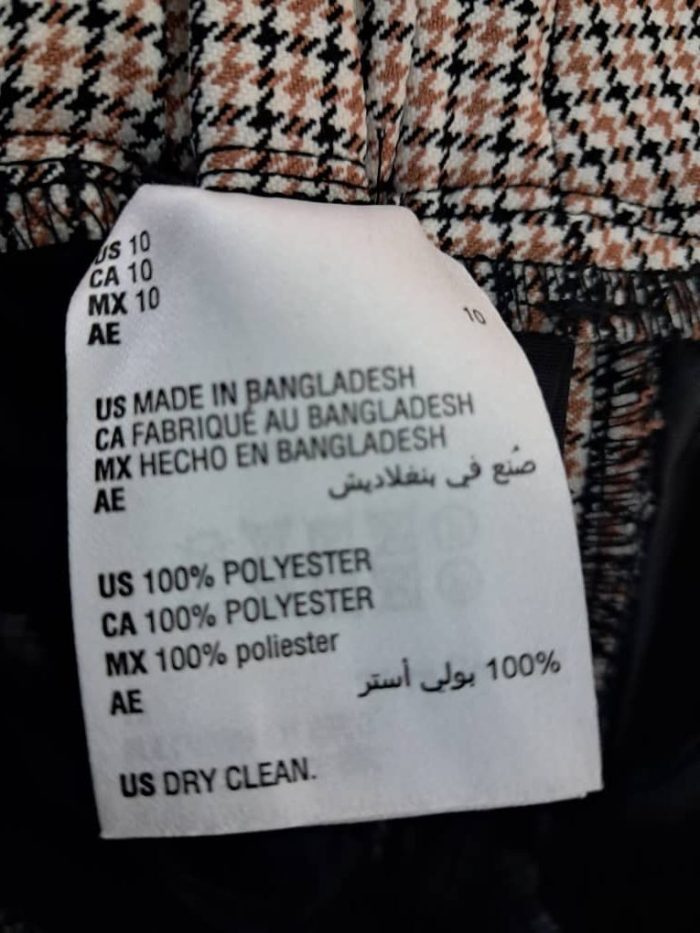 US 10
CA 10
MX 10
AE 10
US MADE IN BANGLADESH
CA FABRIQUÉ AU BANGLADESH
MX HECHO EN BANGLADESH
AE صُنع في بنغلاديش
US 100% POLYESTER
CA 100% POLYESTER
MX 100% poliester
AE 100% بولي أستر
US DRY CLEAN.